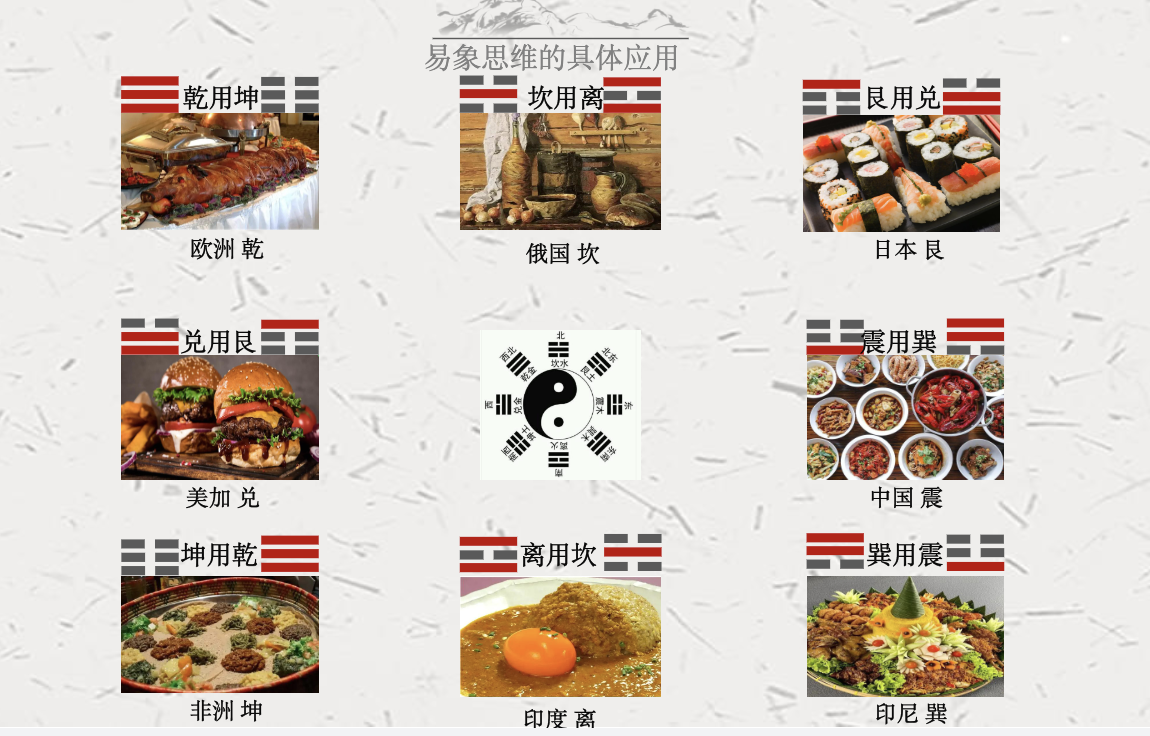 易象思维的具体应用
乾用坤
坎用离
艮用兑
欧洲 乾
俄国 坎
日本 艮
兑用艮
震用巽
北
西北
北东
坎水
乾金
艮土
西
兑金
震木
东
坤土
巽木
离火
南西
东南
南
美加 兑
中国 震
坤用乾
离用坎
巽用震
非洲 坤
印度 离
印尼 巽